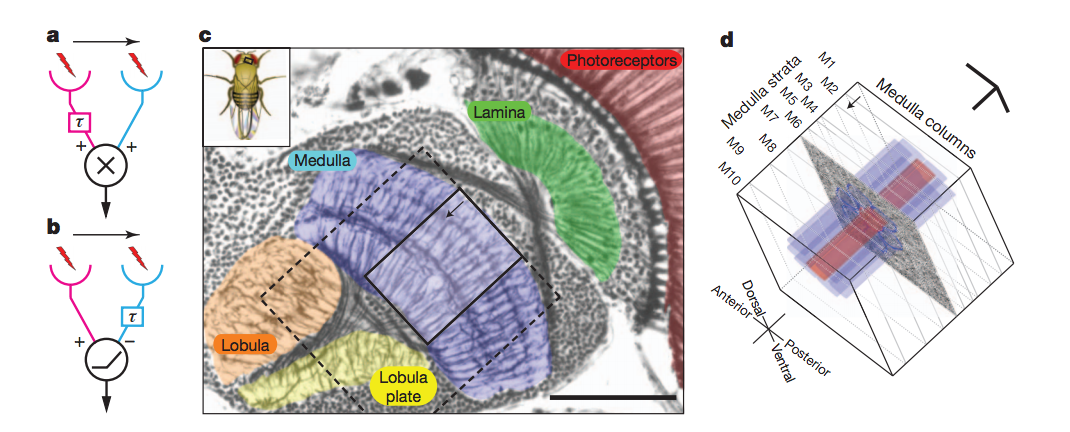 a
τ
+
+
×
b
τ
+
−
c
Photoreceptors
Lamina
Medulla
Lobula
Lobula
plate
d
Medulla strata
M1
M2
M3
M4
M5
M6
M7
M8
M9
M10
Medulla columns
Dorsal
Anterior
Posterior
Ventral